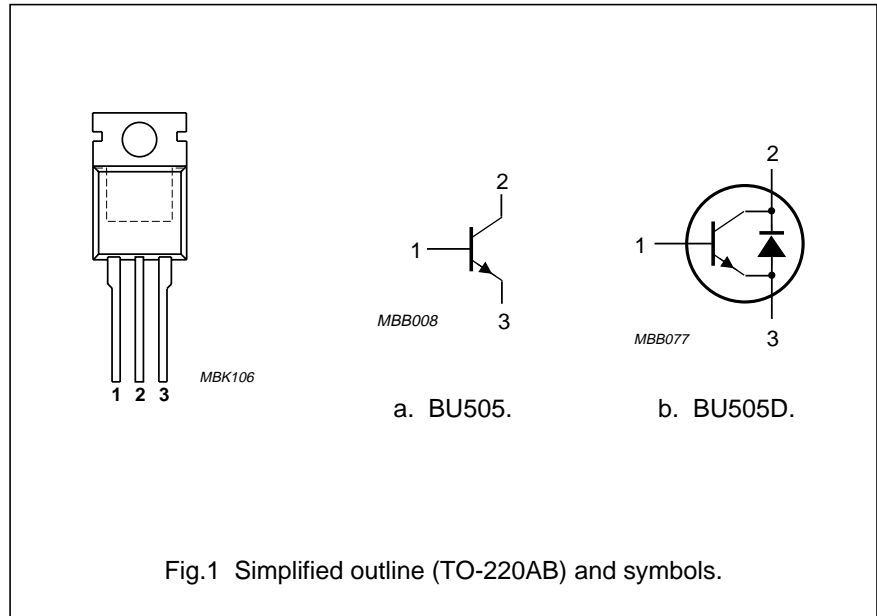 MBK106
1 2 3
1
2
3
MBB008
a. BU505.
1
2
3
MBB077
b. BU505D.
Fig.1 Simplified outline (TO-220AB) and symbols.